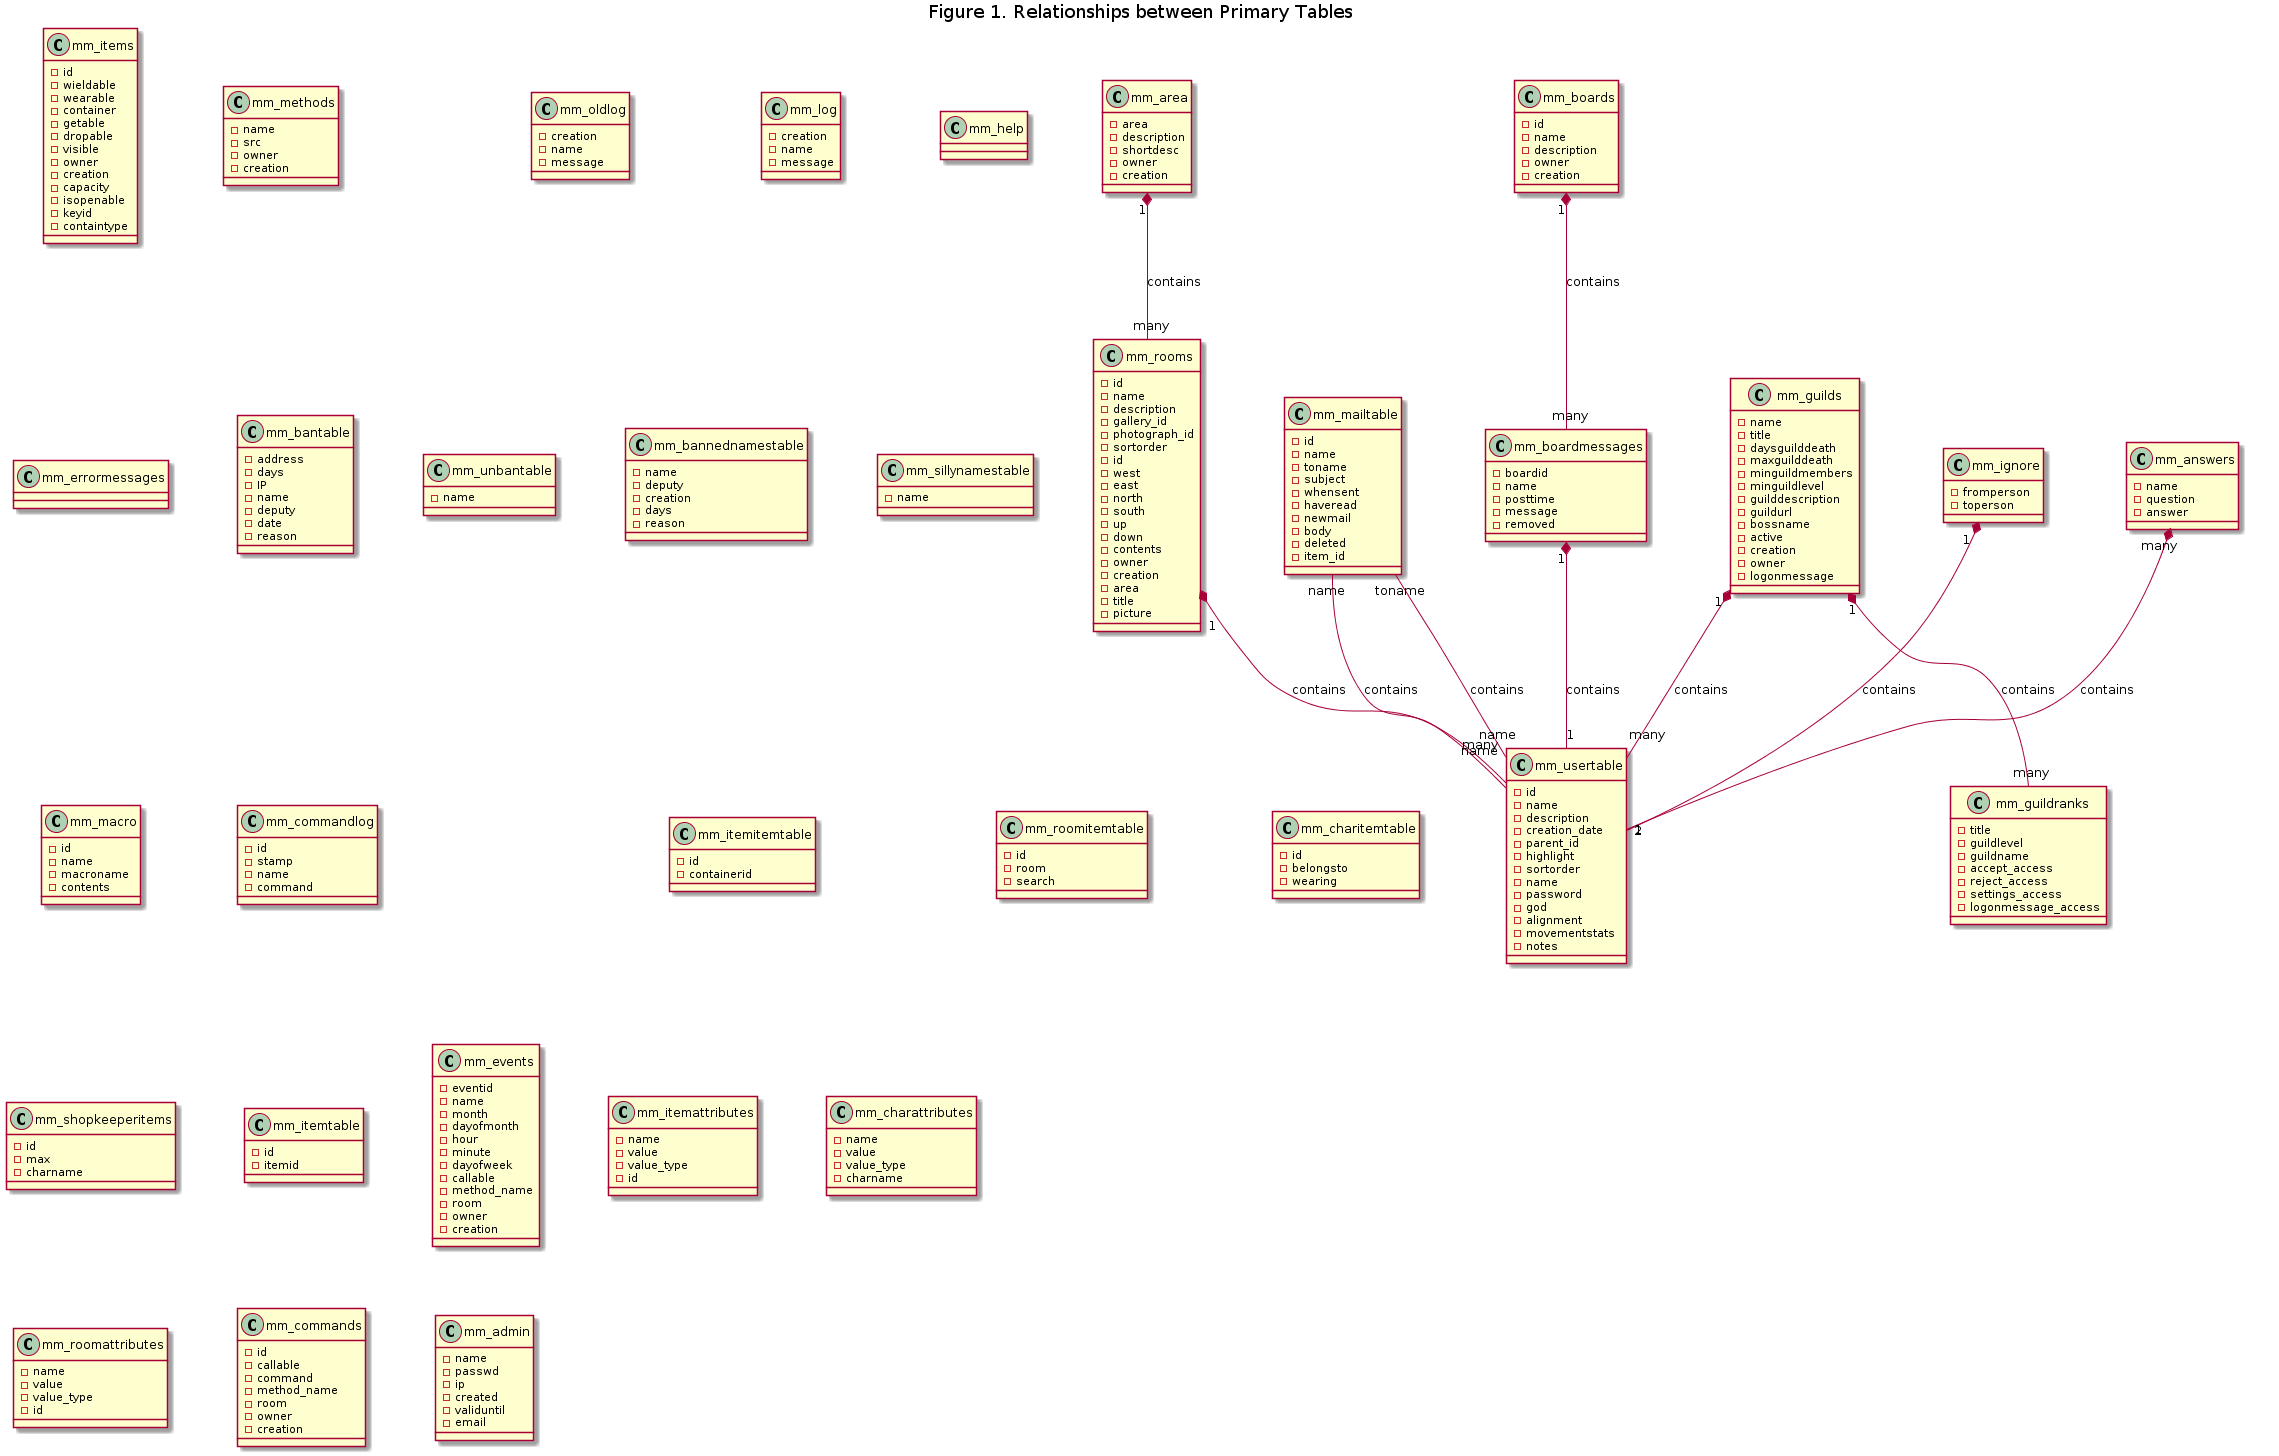 Figure 1. Relationships between Primary Tables
C mm_items
id
wieldable
wearable
container
getable
dropable
visible
owner
creation
capacity
isopenable
keyid
containtype
C mm_methods
name
src
owner
creation
C mm_oldlog
creation
name
message
C mm_log
creation
name
message
C mm_help
C mm_area
area
description
shortdesc
owner
creation
C mm_boards
id
name
description
owner
creation
1
contains
many
1
contains
many
C mm_errormessages
C mm_bantable
address
days
IP
name
deputy
date
reason
C mm_unbantable
name
C mm_bannednamestable
name
deputy
creation
days
reason
C mm_sillynamestable
name
C mm_rooms
id
name
description
gallery_id
photograph_id
sortorder
id
west
east
north
south
up
down
contents
owner
creation
area
title
picture
C mm_mailtable
id
name
toname
subject
whensent
haveread
newmail
body
deleted
item_id
C mm_boardmessages
boardid
name
posttime
message
removed
C mm_guilds
name
title
daysguilddeath
maxguilddeath
minguildmembers
minguildlevel
guilddescription
guildurl
bossname
active
creation
owner
logonmessage
C mm_ignore
fromperson
toperson
C mm_answers
name
question
answer
1
name
toname
1
1
1
1
many
contains
contains
contains
contains
contains
contains
contains
contains
many
name
name
1
many
many
2
C mm_macro
id
name
macroname
contents
C mm_commandlog
id
stamp
name
command
C mm_itemitemtable
id
containerid
C mm_roomitemtable
id
room
search
C mm_charitemtable
id
belongsto
wearing
C mm_usertable
id
name
description
creation_date
parent_id
highlight
sortorder
name
password
god
alignment
movementstats
notes
C mm_guildranks
title
guildlevel
guildname
accept_access
reject_access
settings_access
logonmessage_access
C mm_shopkeeperitems
id
max
charname
C mm_itemtable
id
itemid
C mm_events
eventid
name
month
dayofmonth
hour
minute
dayofweek
callable
method_name
room
owner
creation
C mm_itemattributes
name
value
value_type
id
C mm_charattributes
name
value
value_type
charname
C mm_roomattributes
name
value
value_type
id
C mm_commands
id
callable
command
method_name
room
owner
creation
C mm_admin
name
passwd
ip
created
validuntil
email